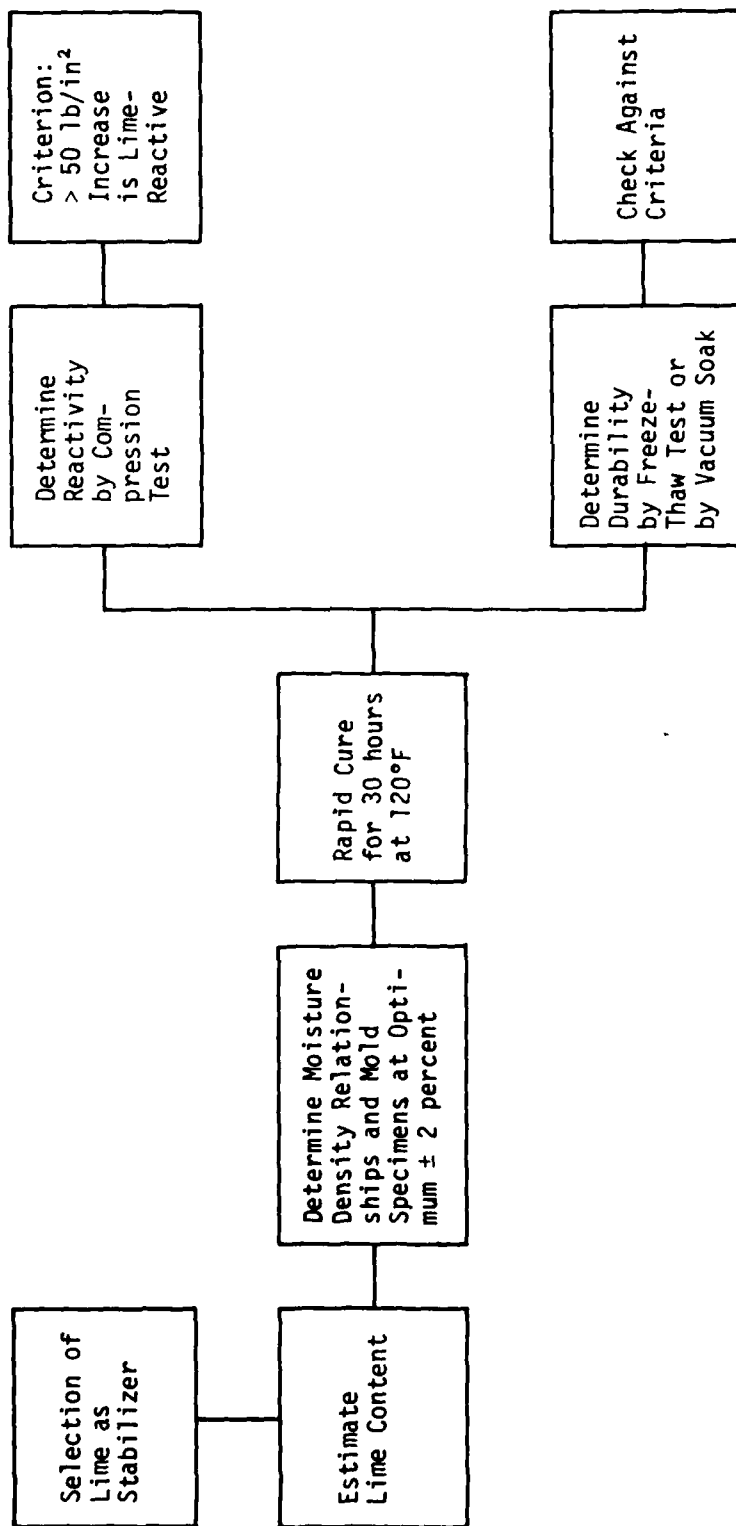 Selection of
Lime as
Stabilizer
Estimate
Lime Content
Determine Moisture
Density Relation-
ships and Mold
Specimens at Opti-
mum ± 2 percent
Rapid Cure
for 30 hours
at 120°F
Determine
Reactivity
by Com-
pression
Test
Criterion:
> 50 lb/in²
Increase
is Lime-
Reactive
Determine
Durability
by Freeze-
Thaw Test or
by Vacuum Soak
Check Against
Criteria